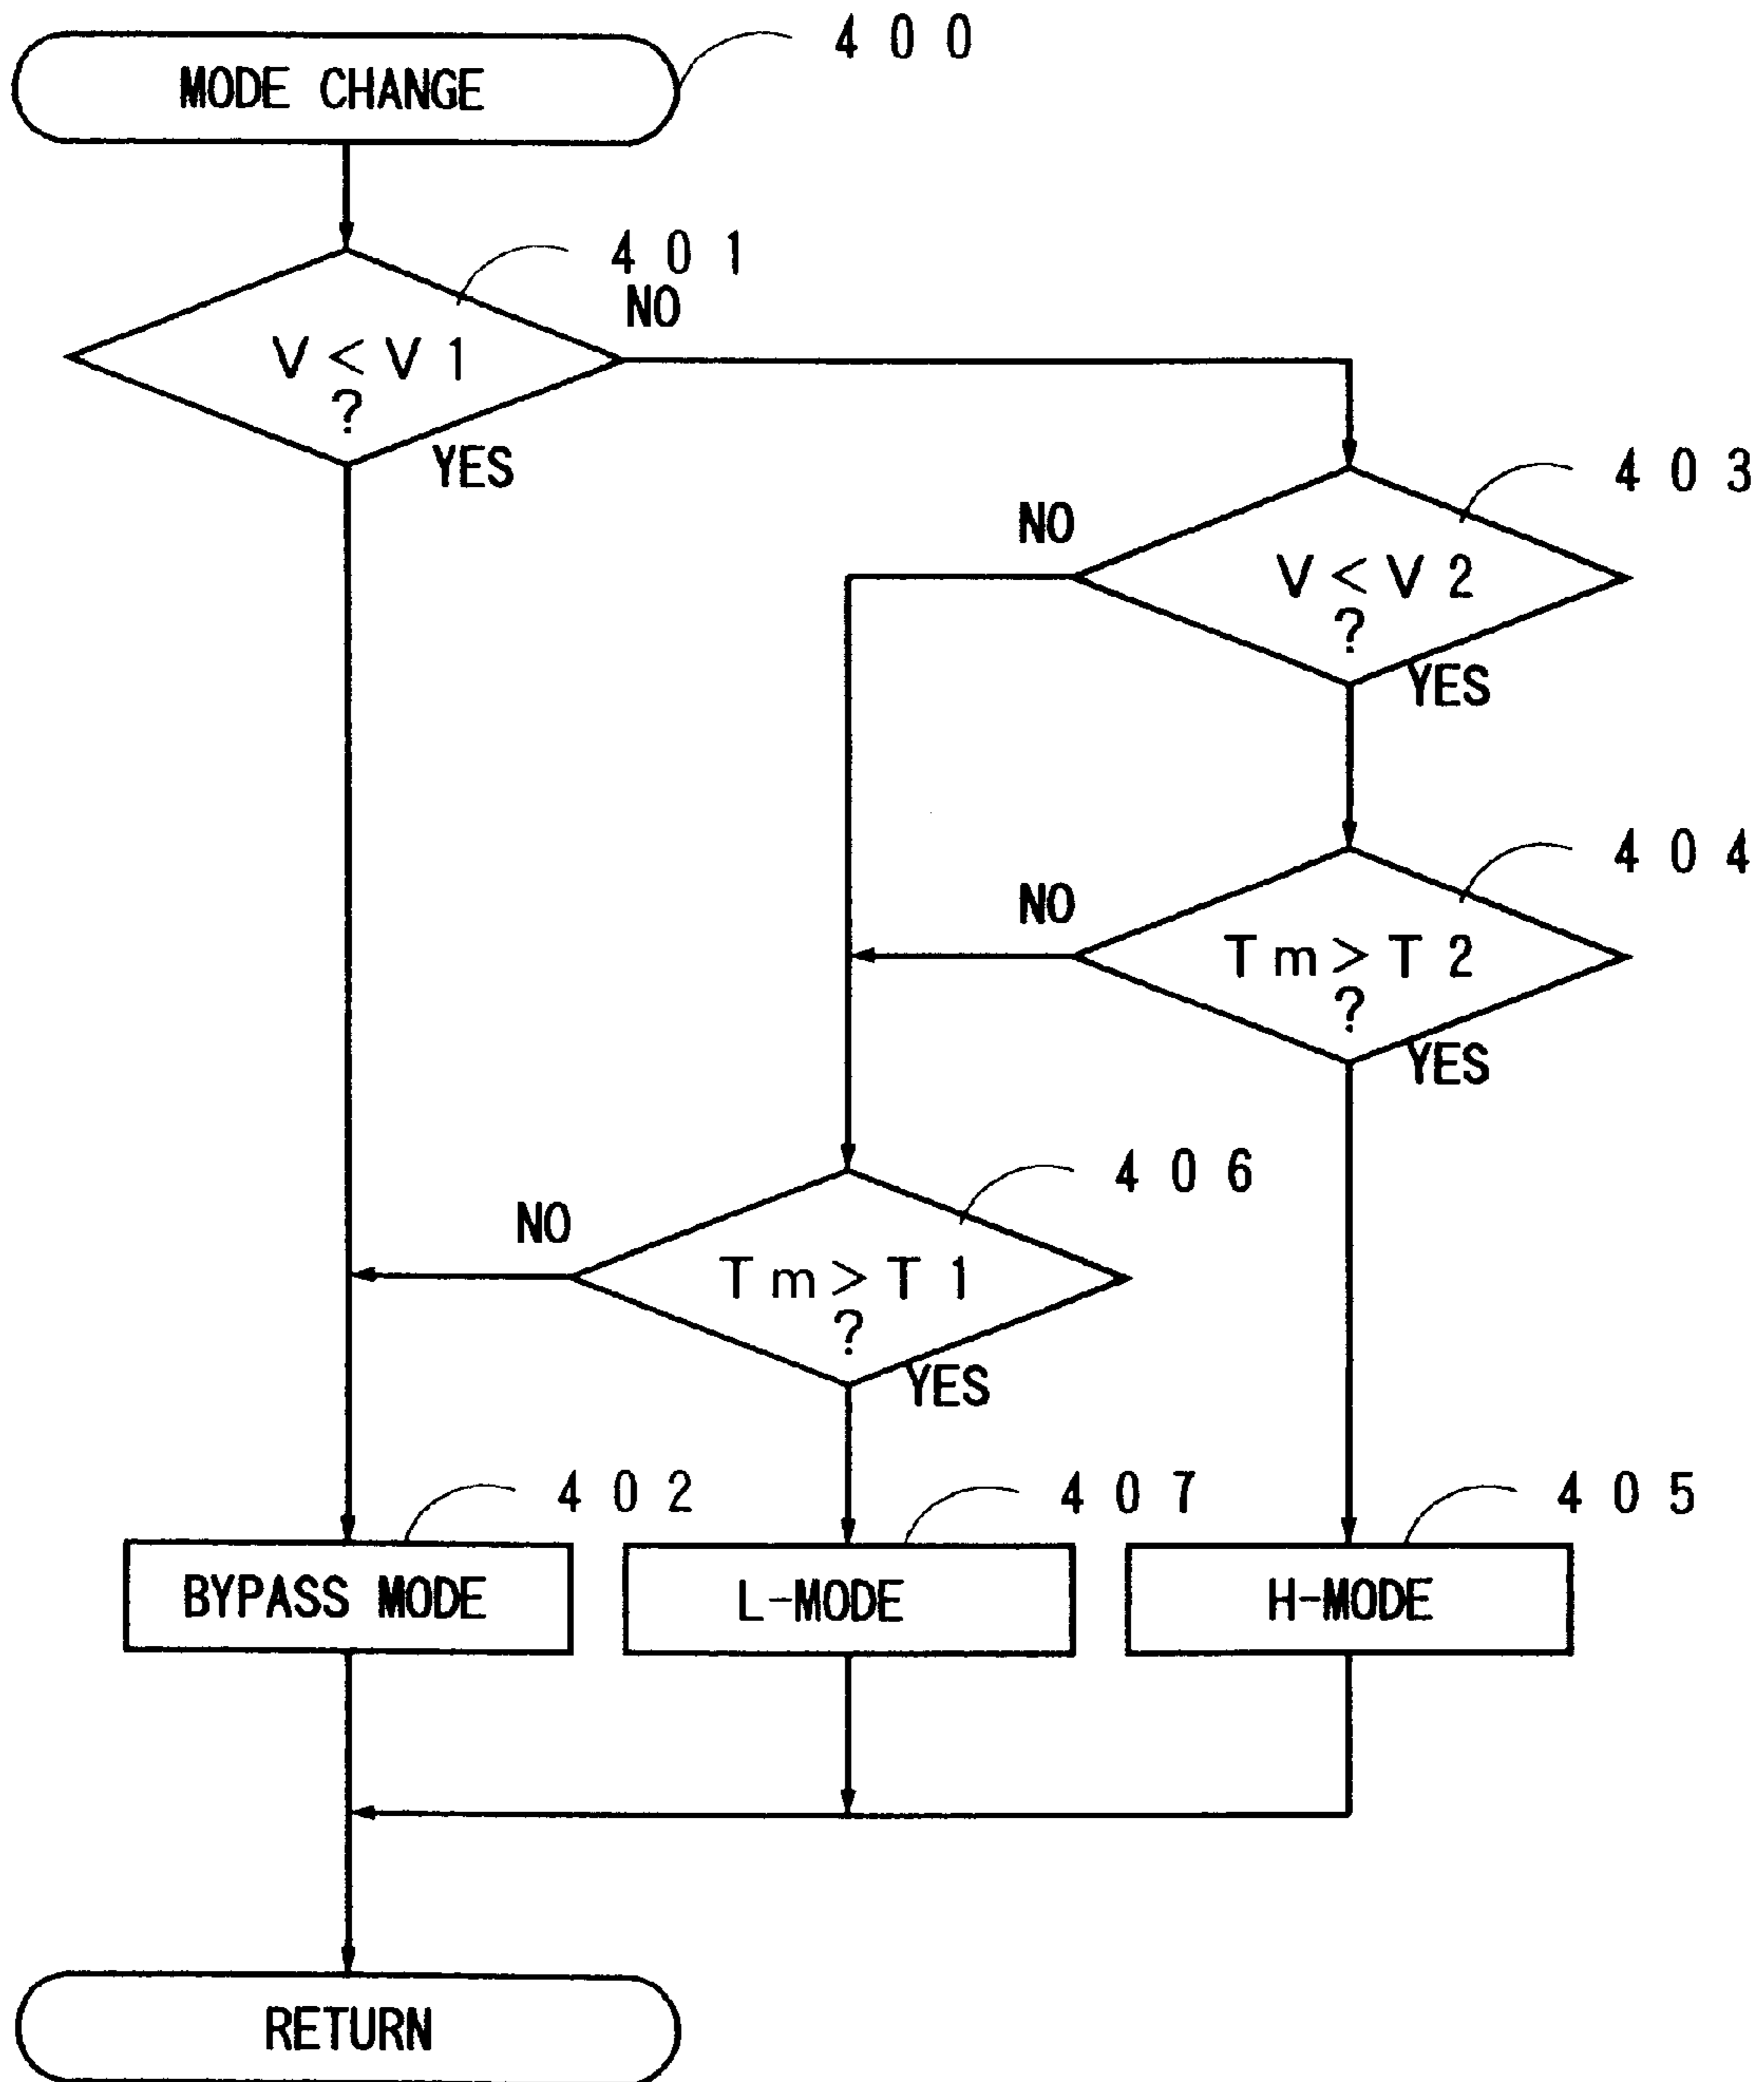 400
MODE CHANGE
401
NO
V < V1
?
YES
403
NO
V < V2
?
YES
404
NO
Tm > T2
?
YES
406
NO
Tm > T1
?
YES
402
407
405
BYPASS MODE
L-MODE
H-MODE
RETURN